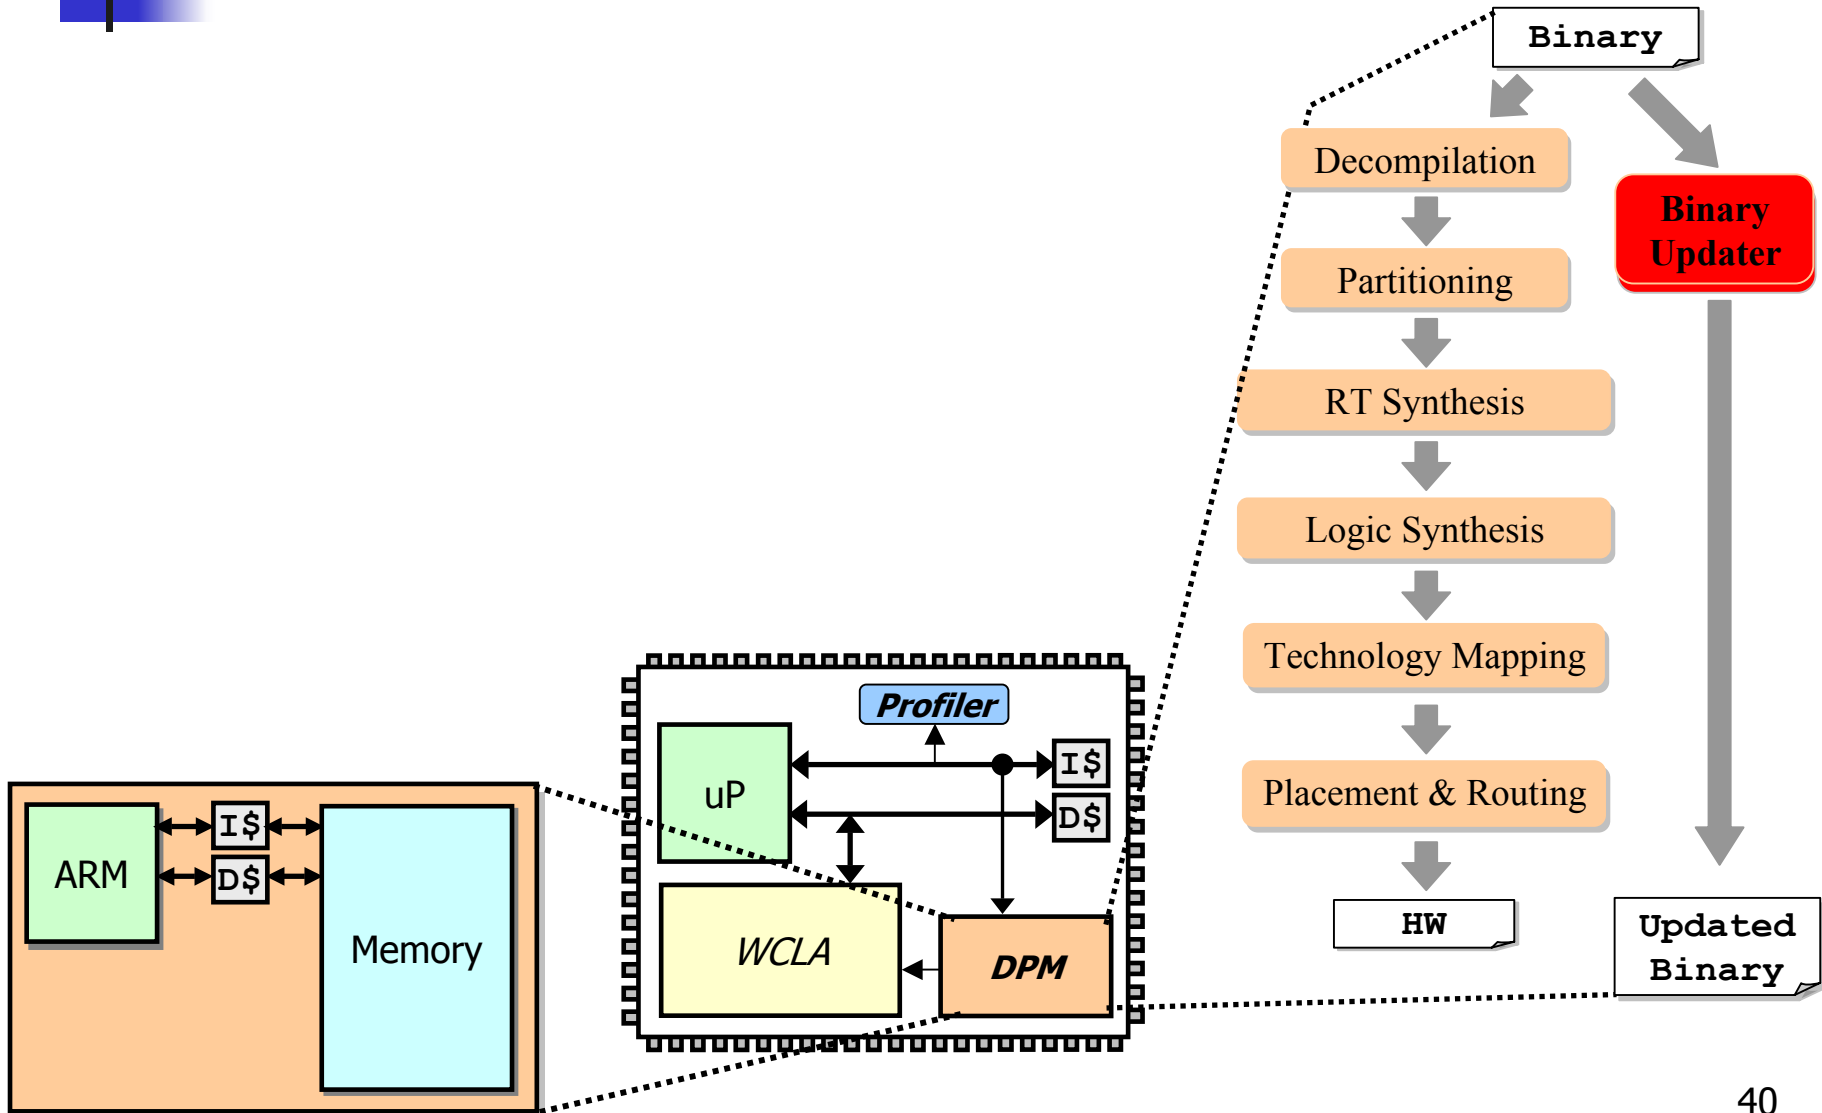 Binary
Decompilation
Binary
Updater
Partitioning
RT Synthesis
Logic Synthesis
Technology Mapping
Placement & Routing
HW
Updated
Binary
Profiler
uP
I$
D$
WCLA
DPM
ARM
I$
D$
Memory
40